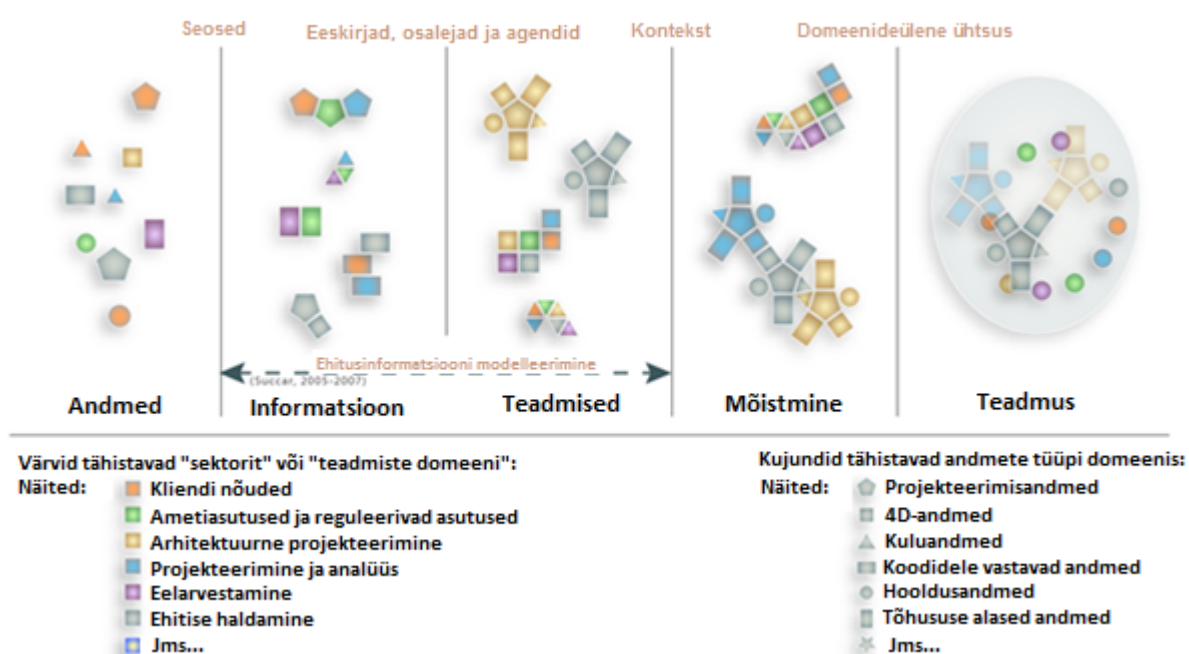 Seosed
Eeskirjad, osalejad ja agendid
Kontekst
Domeenideülene ühtsus
Ehitusinformatsiooni modelleerimine
(Succar, 2005-2007)
Andmed
Informatsioon
Teadmised
Mõistmine
Teadmus
Värvid tähistavad "sektorit" või "teadmiste domeeni":
Näited:
Kliendi nõuded
Ametiasutused ja reguleerivad asutused
Arhitektuurne projekteerimine
Projekteerimine ja analüüs
Eelarvestamine
Ehitise haldamine
Jms...
Kujundid tähistavad andmete tüüpi domeenis:
Näited:
Projekteerimisandmed
4D-andmed
Kuluandmed
Koodidele vastavad andmed
Hooldusandmed
Tõhususe alased andmed
Jms...